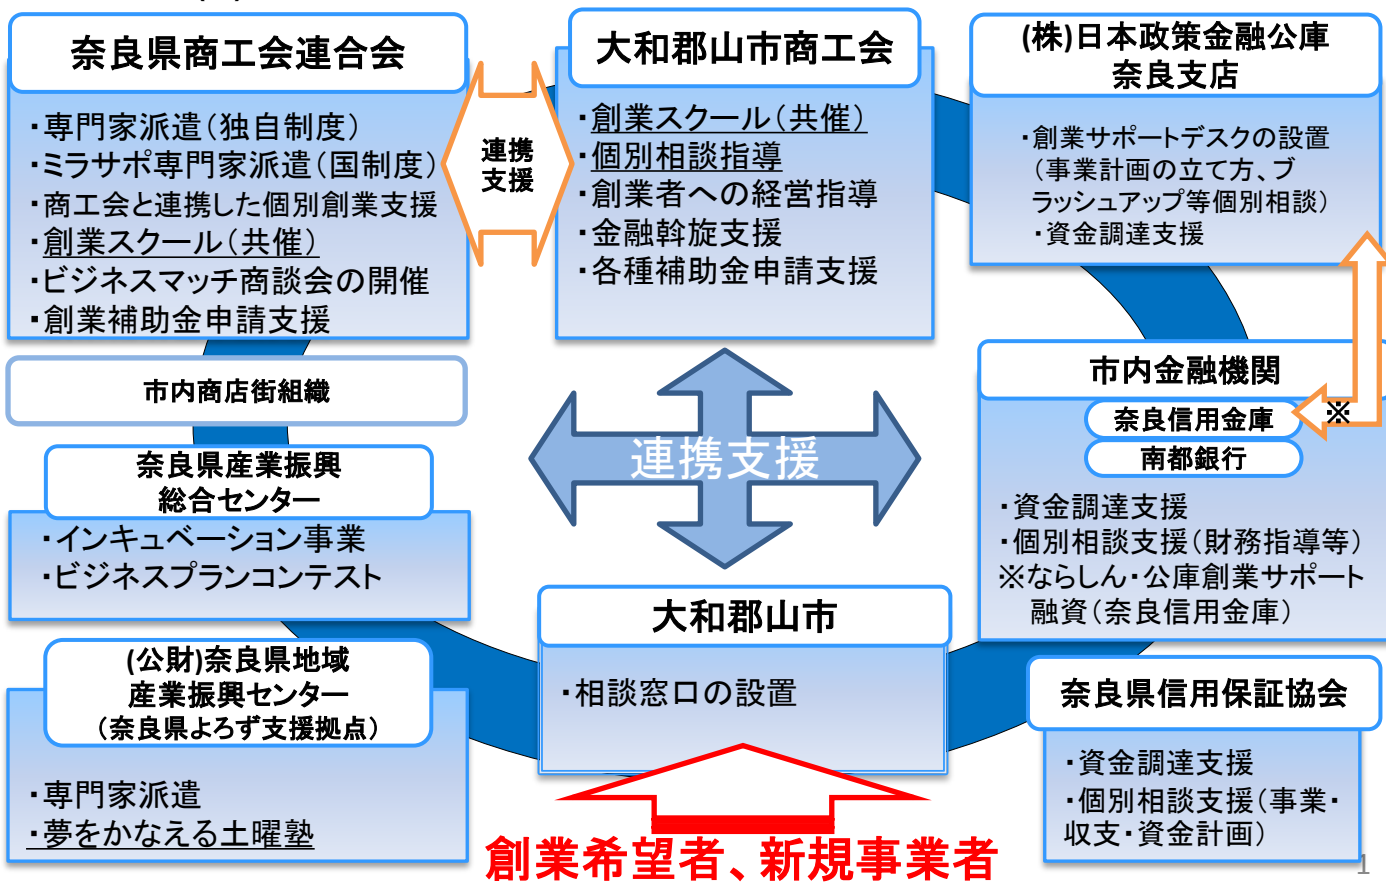 奈良県商工会連合会
・専門家派遣（独自制度）
・ミラサポ専門家派遣（国制度）
・商工会と連携した個別創業支援
・創業スクール（共催）
・ビジネスマッチ商談会の開催
・創業補助金申請支援
連携
支援
大和郡山市商工会
・創業スクール（共催）
・個別相談指導
・創業者への経営指導
・金融斡旋支援
・各種補助金申請支援
(株)日本政策金融公庫
奈良支店
・創業サポートデスクの設置
（事業計画の立て方、ブ
ラッシュアップ等個別相談）
・資金調達支援
市内商店街組織
連携支援
市内金融機関
奈良信用金庫
※
南都銀行
・資金調達支援
・個別相談支援（財務指導等）
※ならしん・公庫創業サポート
融資（奈良信用金庫）
奈良県産業振興
総合センター
・インキュベーション事業
・ビジネスプランコンテスト
大和郡山市
・相談窓口の設置
(公財)奈良県地域
産業振興センター
（奈良県よろず支援拠点）
・専門家派遣
・夢をかなえる土曜塾
奈良県信用保証協会
・資金調達支援
・個別相談支援（事業・
収支・資金計画）
創業希望者、新規事業者
1